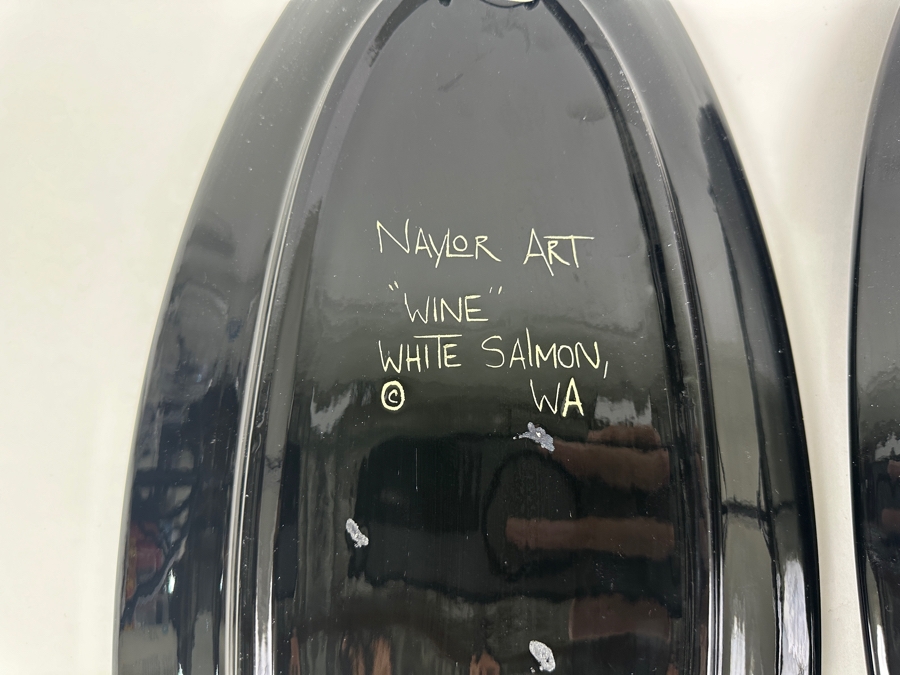 NAYLOR ART
"WINE"
WHITE SALMON,
© WA